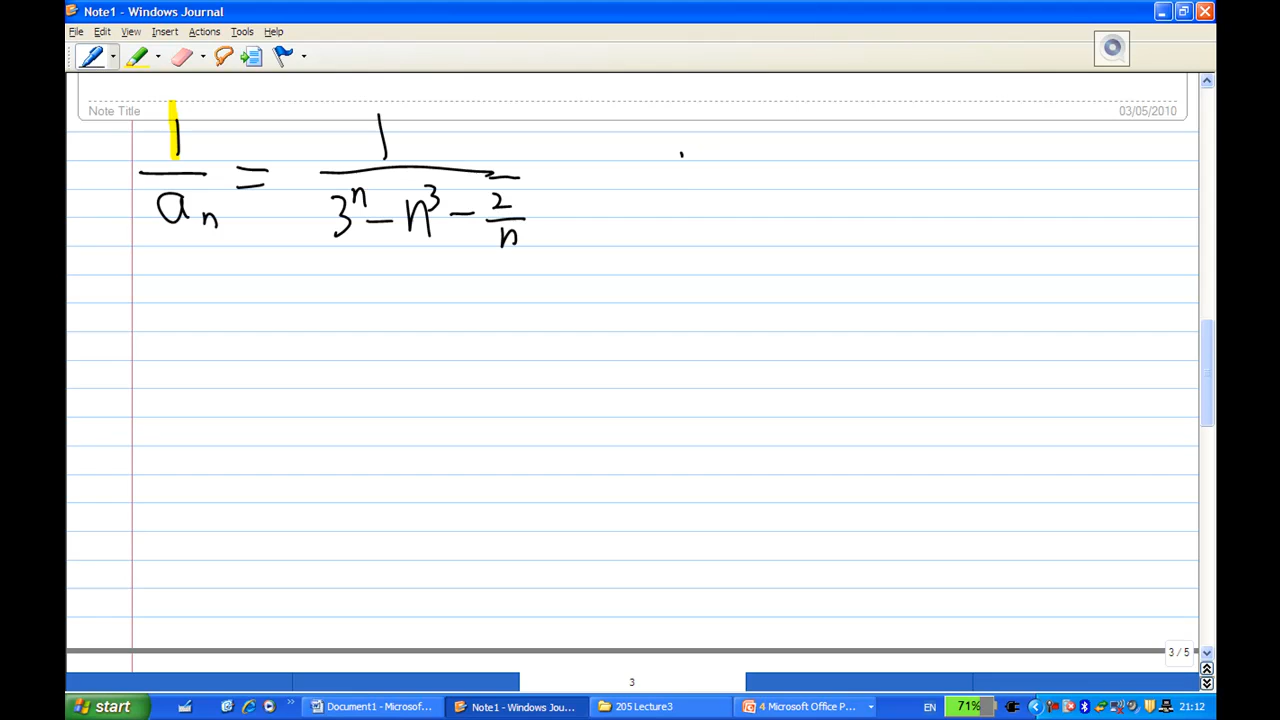 Note1 - Windows Journal
File Edit View Insert Actions Tools Help
Note Title 03/05/2010
1/a_n = 1/(3^n - n^3 - 2/n)
3 / 5
3
start Document1 - Microsof... Note1 - Windows Jou... 205 Lecture3 4 Microsoft Office P... EN 71% 21:12